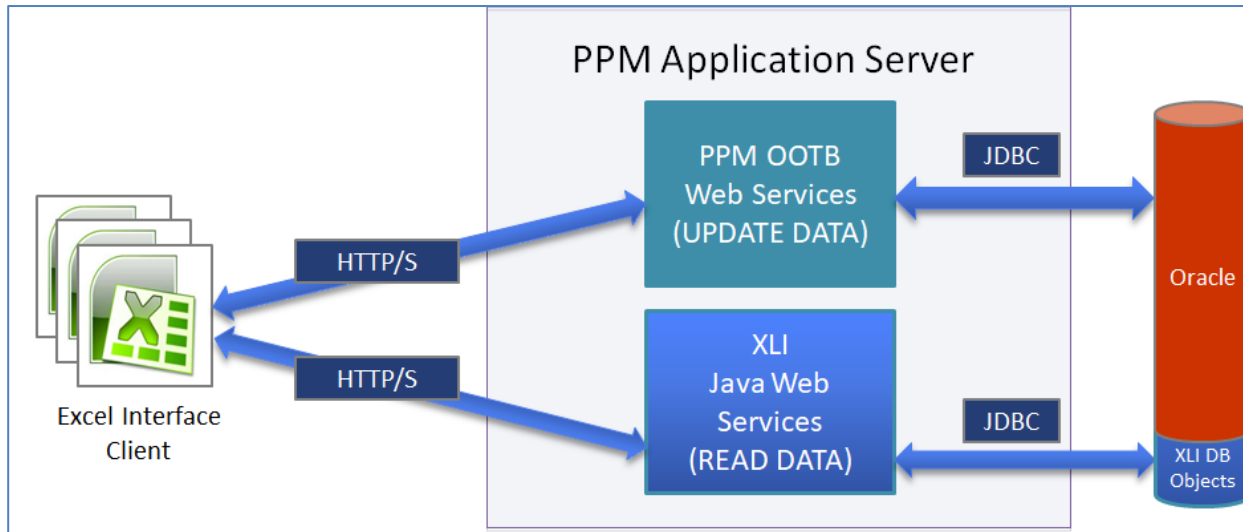 PPM Application Server
PPM OOTB
Web Services
(UPDATE DATA)
JDBC
HTTP/S
Oracle
XLI
Java Web
Services
(READ DATA)
HTTP/S
JDBC
Excel Interface
Client
XLI DB
Objects